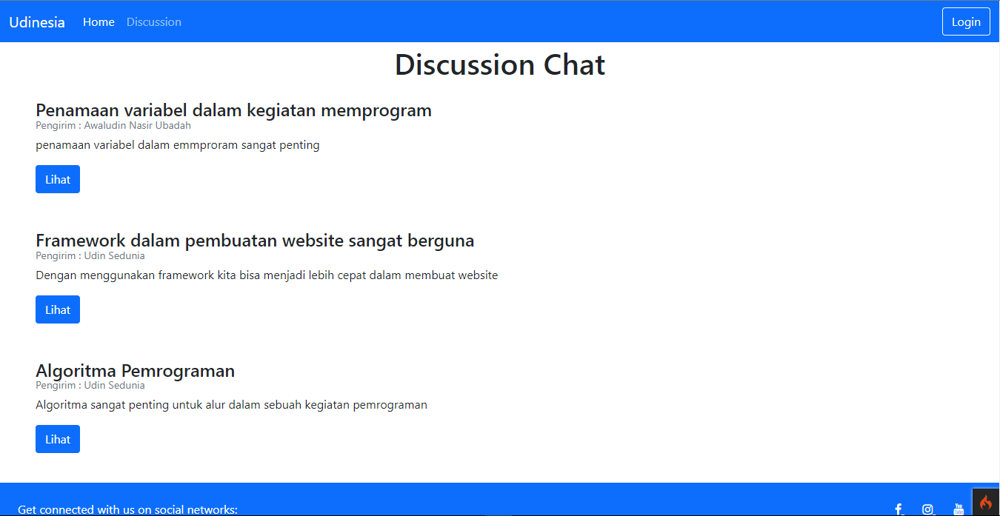 Udinesia Home Discussion Login
Discussion Chat
Penamaan variabel dalam kegiatan memprogram
Pengirim : Awaludin Nasir Ubadah
penamaan variabel dalam emmproram sangat penting
Lihat
Framework dalam pembuatan website sangat berguna
Pengirim : Udin Sedunia
Dengan menggunakan framework kita bisa menjadi lebih cepat dalam membuat website
Lihat
Algoritma Pemrograman
Pengirim : Udin Sedunia
Algoritma sangat penting untuk alur dalam sebuah kegiatan pemrograman
Lihat
Get connected with us on social networks: